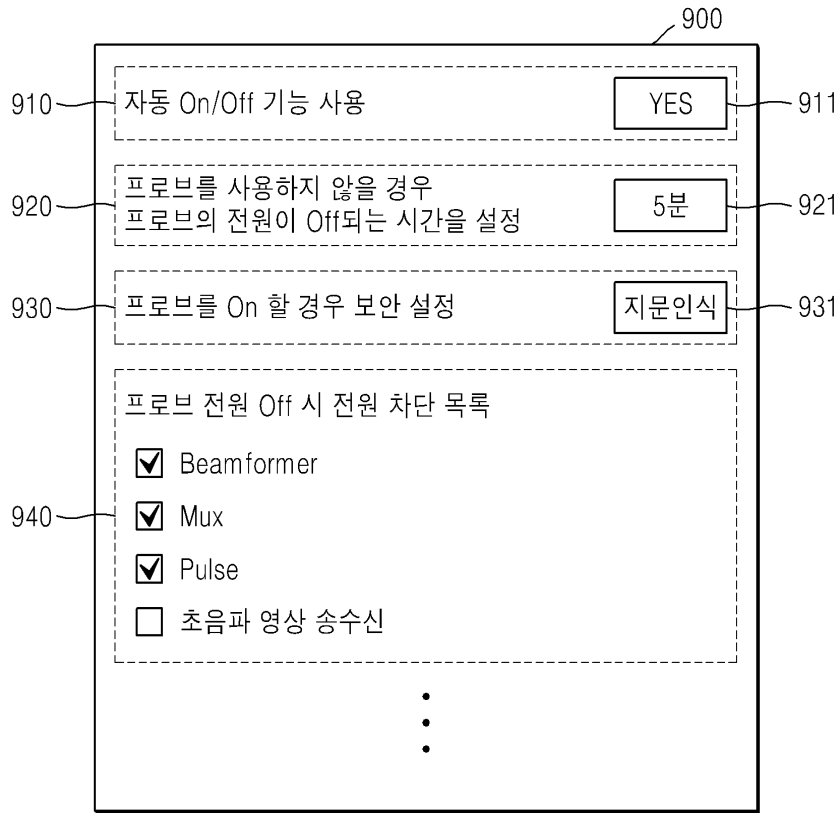 900
910 자동 On/Off 기능 사용 YES 911
프로브를 사용하지 않을 경우
920 프로브의 전원이 Off되는 시간을 설정 5분 921
930 프로브를 On 할 경우 보안 설정 지문인식 931
프로브 전원 Off 시 전원 차단 목록
Beamformer
940 Mux
Pulse
초음파 영상 송수신